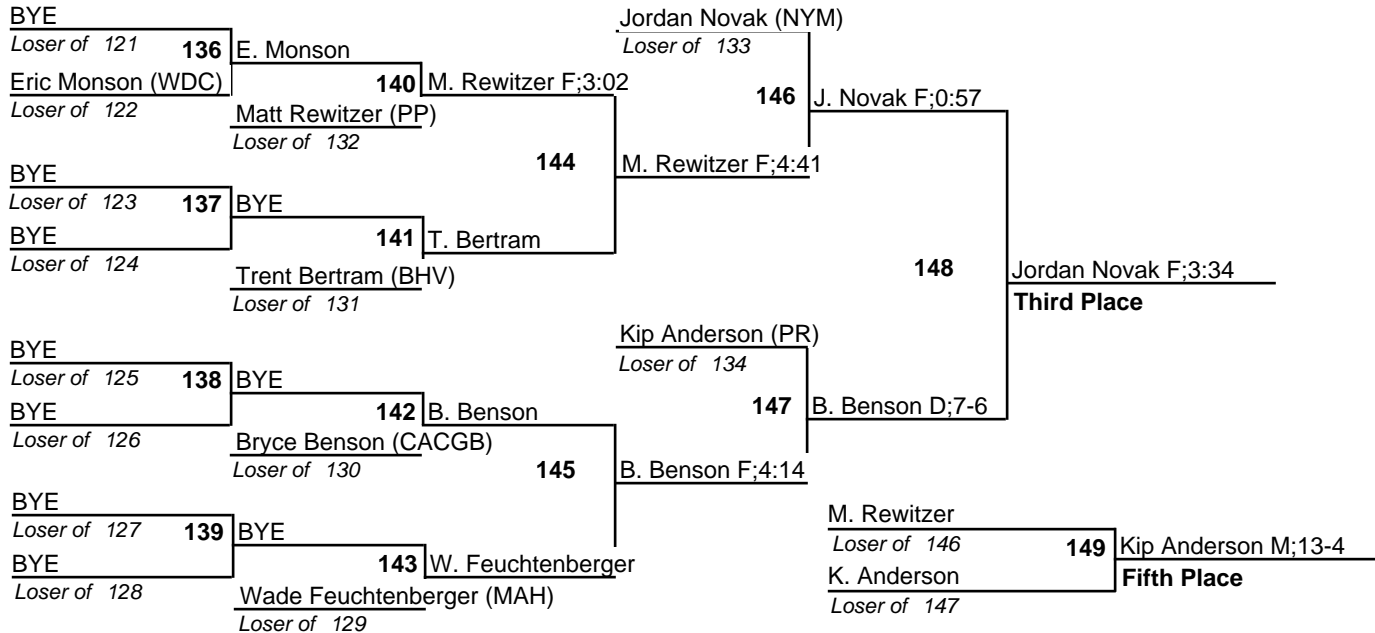 BYE
Loser of 121
136
E. Monson
Eric Monson (WDC)
Loser of 122
140
M. Rewitzer F;3:02
Matt Rewitzer (PP)
Loser of 132
BYE
Loser of 123
137
BYE
BYE
Loser of 124
141
T. Bertram
Trent Bertram (BHV)
Loser of 131
144
M. Rewitzer F;4:41
Jordan Novak (NYM)
Loser of 133
146
J. Novak F;0:57
BYE
Loser of 125
138
BYE
BYE
Loser of 126
142
B. Benson
Bryce Benson (CACGB)
Loser of 130
BYE
Loser of 127
139
BYE
BYE
Loser of 128
143
W. Feuchtenberger
Wade Feuchtenberger (MAH)
Loser of 129
145
B. Benson F;4:14
Kip Anderson (PR)
Loser of 134
147
B. Benson D;7-6
148
Jordan Novak F;3:34
Third Place
M. Rewitzer
Loser of 146
149
Kip Anderson M;13-4
K. Anderson
Fifth Place
Loser of 147